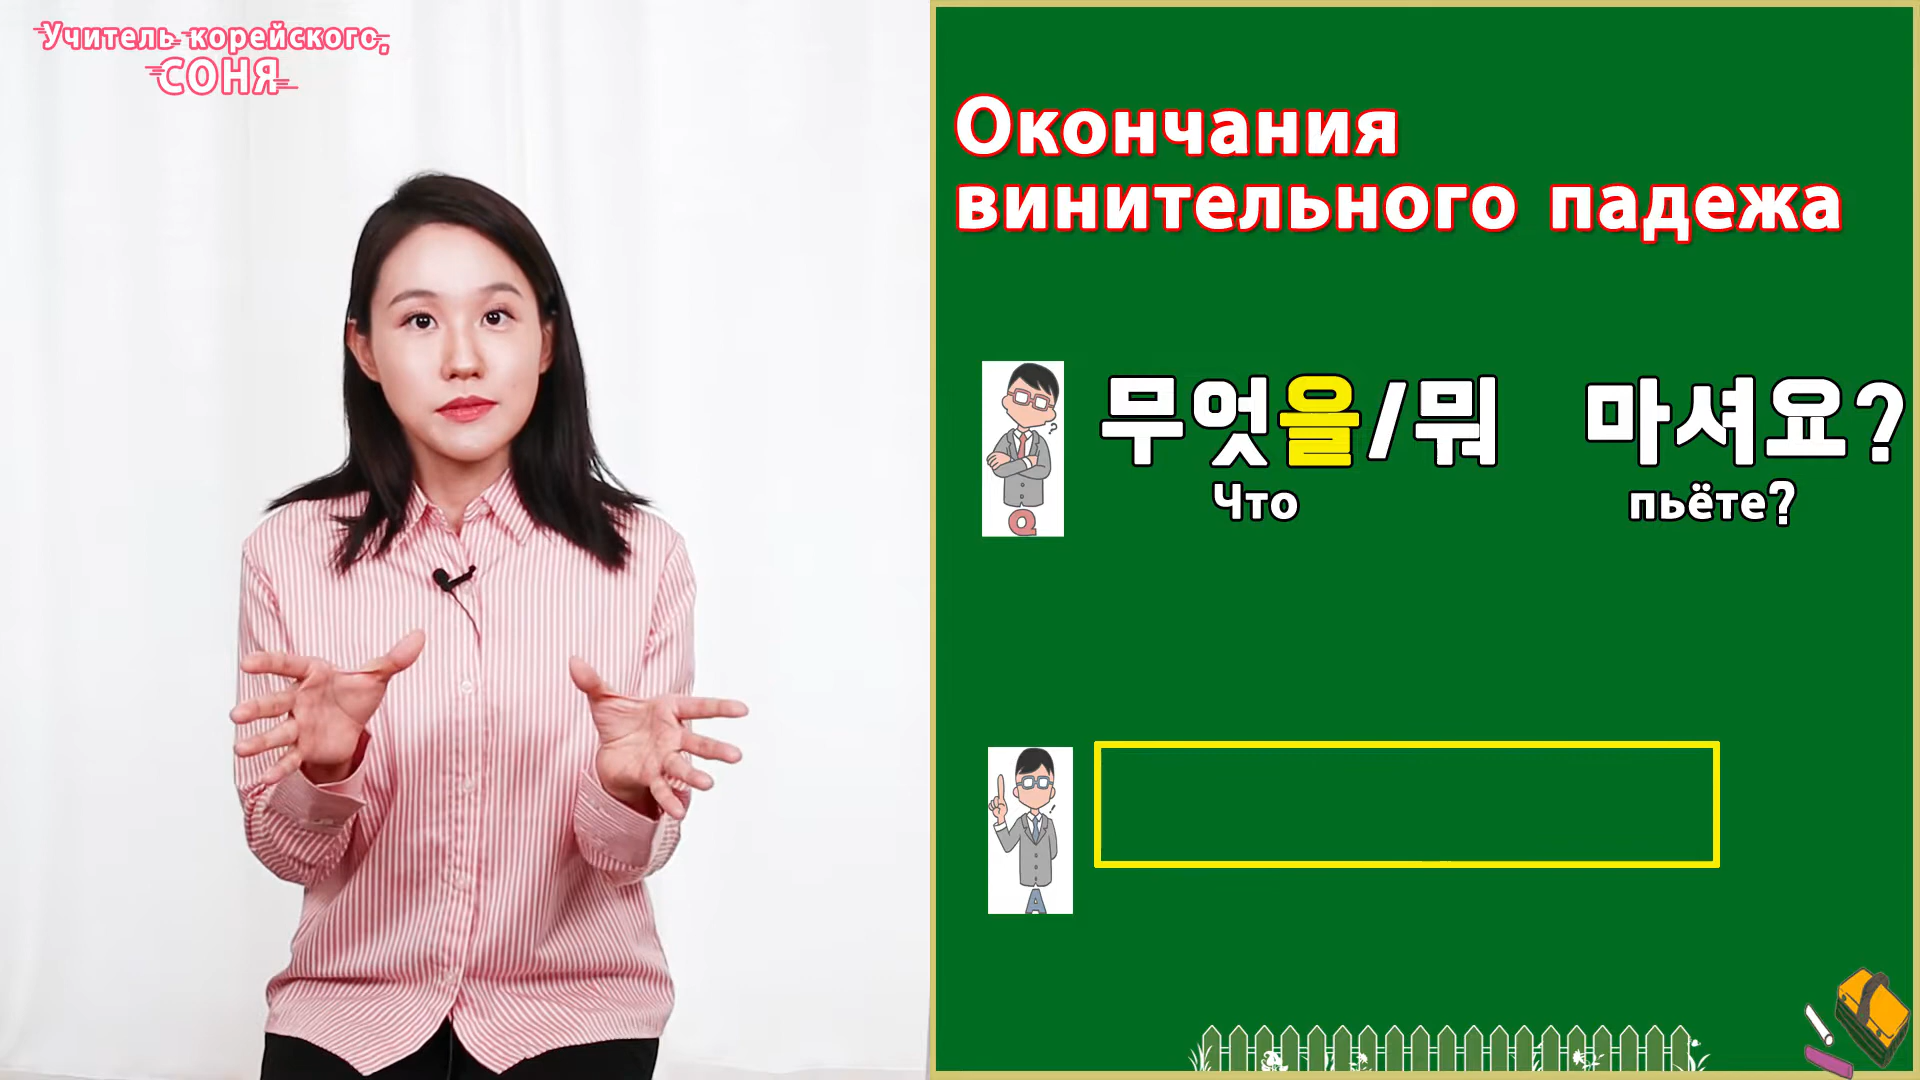 Учитель корейского,
СОНЯ
Окончания
винительного падежа
무엇을/뭐 마셔요?
Что пьёте?
?
Q
!
A